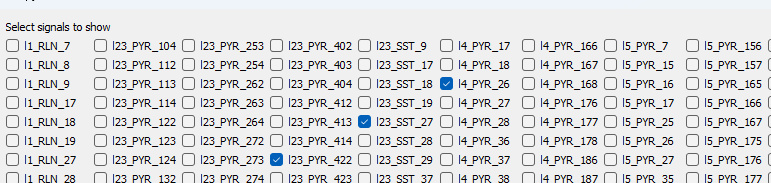 Select signals to show
l1_RLN_7 l23_PYR_104 l23_PYR_253 l23_PYR_402 l23_SST_9 l4_PYR_17 l4_PYR_166 l5_PYR_7 l5_PYR_156
l1_RLN_8 l23_PYR_112 l23_PYR_254 l23_PYR_403 l23_SST_17 l4_PYR_18 l4_PYR_167 l5_PYR_15 l5_PYR_157
l1_RLN_9 l23_PYR_113 l23_PYR_262 l23_PYR_404 l23_SST_18 l4_PYR_26 l4_PYR_168 l5_PYR_16 l5_PYR_165
l1_RLN_17 l23_PYR_114 l23_PYR_263 l23_PYR_412 l23_SST_19 l4_PYR_27 l4_PYR_176 l5_PYR_17 l5_PYR_166
l1_RLN_18 l23_PYR_122 l23_PYR_264 l23_PYR_413 l23_SST_27 l4_PYR_28 l4_PYR_177 l5_PYR_25 l5_PYR_167
l1_RLN_19 l23_PYR_123 l23_PYR_272 l23_PYR_414 l23_SST_28 l4_PYR_36 l4_PYR_178 l5_PYR_26 l5_PYR_175
l1_RLN_27 l23_PYR_124 l23_PYR_273 l23_PYR_422 l23_SST_29 l4_PYR_37 l4_PYR_186 l5_PYR_27 l5_PYR_176
l1_RLN_28 l23_PYR_132 l23_PYR_274 l23_PYR_423 l23_SST_37 l4_PYR_38 l4_PYR_187 l5_PYR_35 l5_PYR_177